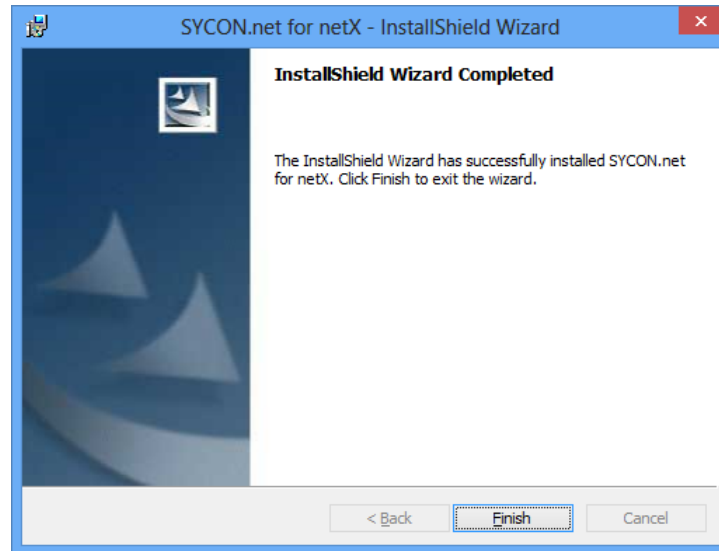 SYCON.net for netX - InstallShield Wizard
InstallShield Wizard Completed
The InstallShield Wizard has successfully installed SYCON.net
for netX. Click Finish to exit the wizard.
< Back
Finish
Cancel